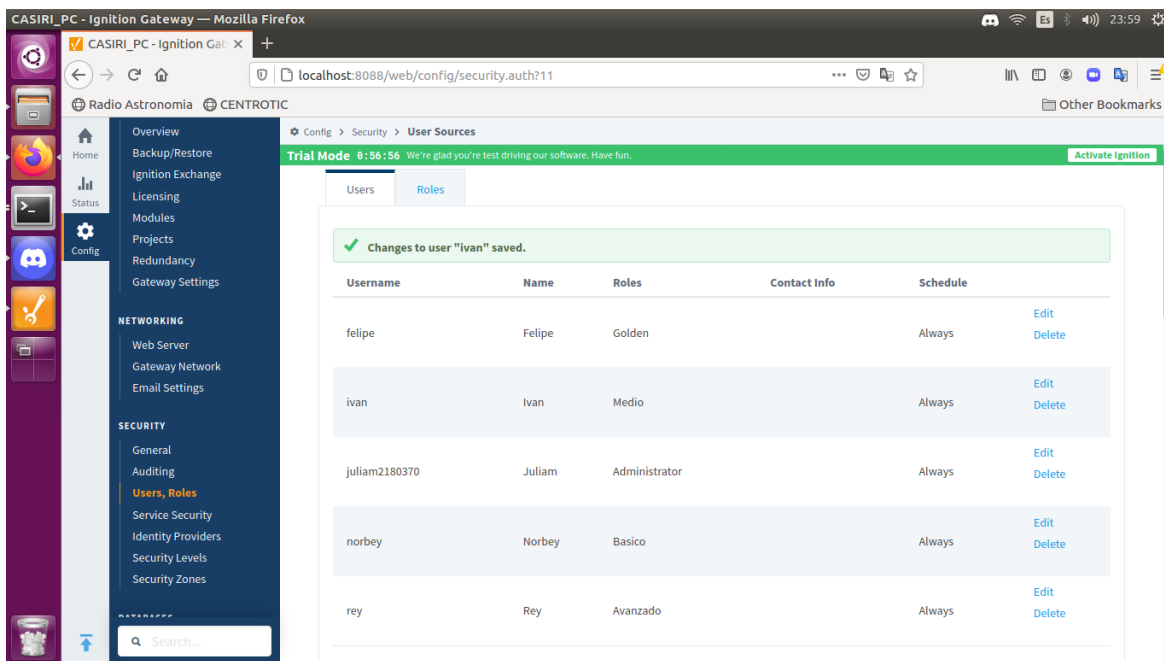 CASIRI_PC - Ignition Gateway — Mozilla Firefox
Es
23:59
CASIRI_PC - Ignition Gat
localhost:8088/web/config/security.auth?11
Radio Astronomia
CENTROTIC
Other Bookmarks
Home
Status
Config
Overview
Backup/Restore
Ignition Exchange
Licensing
Modules
Projects
Redundancy
Gateway Settings
NETWORKING
Web Server
Gateway Network
Email Settings
SECURITY
General
Auditing
Users, Roles
Service Security
Identity Providers
Security Levels
Security Zones
DATABASES
Search...
Config > Security > User Sources
Trial Mode 0:56:56 We're glad you're test driving our software. Have fun.
Activate Ignition
Users Roles
Changes to user "ivan" saved.
Username Name Roles Contact Info Schedule
felipe Felipe Golden Always Edit
Delete
ivan Ivan Medio Always Edit
Delete
juliam2180370 Juliam Administrator Always Edit
Delete
norbey Norbey Basico Always Edit
Delete
rey Rey Avanzado Always Edit
Delete